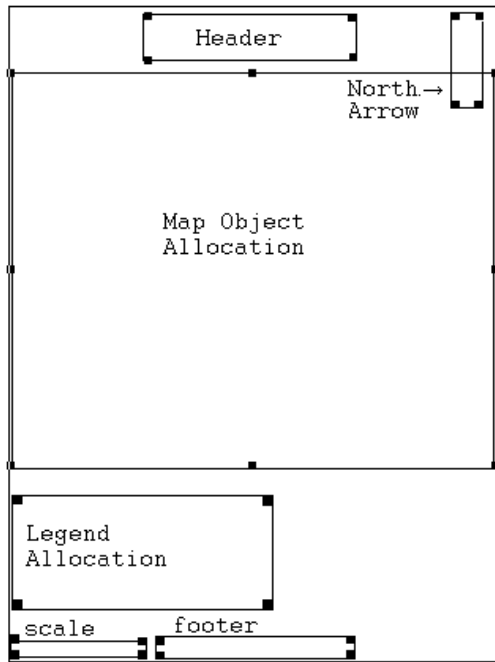 Header
North→
Arrow
Map Object
Allocation
Legend
Allocation
scale
footer